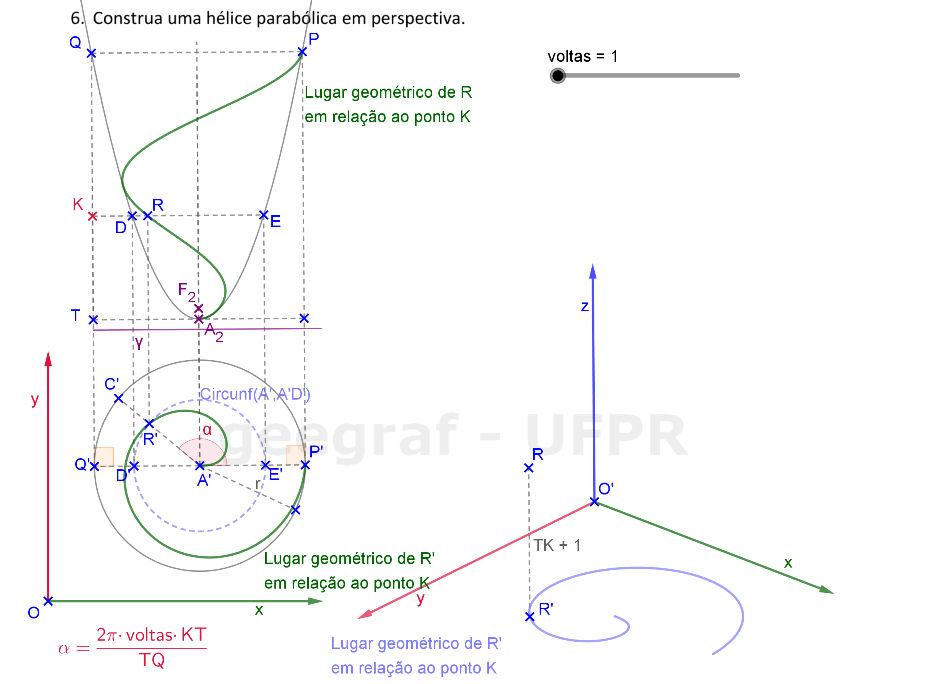 6. Construa uma hélice parabólica em perspectiva.
Q
P
voltas = 1
Lugar geométrico de R
em relação ao ponto K
K
R
D
E
F2
T
A2
γ
z
C'
y
Circunf(A',A'D')
α
R'
geegraf - UFPR
Q'
D'
A'
E'
P'
r
R
O'
TK + 1
Lugar geométrico de R'
em relação ao ponto K
x
y
O
x
R'
α = 2π·voltas·KT
TQ
Lugar geométrico de R'
em relação ao ponto K